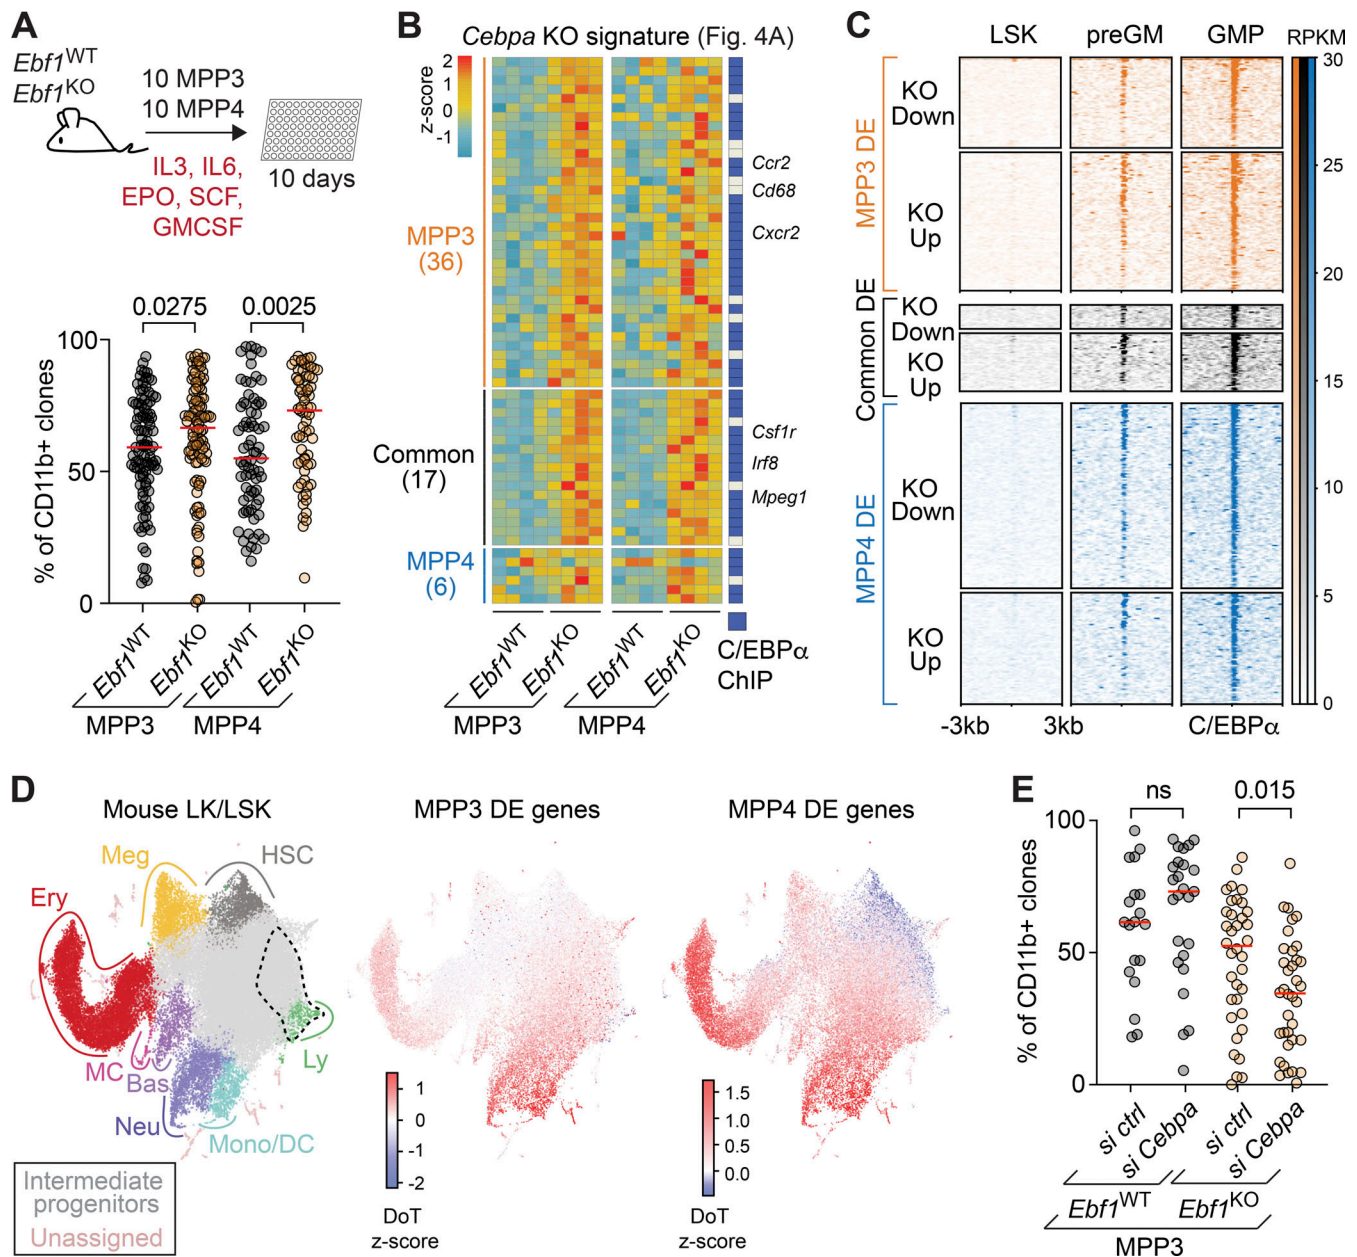 A
Ebf1WT
Ebf1KO
10 MPP3
10 MPP4
IL3, IL6,
EPO, SCF,
GMCSF
10 days
0.0275
0.0025
100
50
0
% of CD11b+ clones
Ebf1WT
Ebf1KO
Ebf1WT
Ebf1KO
MPP3
MPP4
B
Cebpa KO signature (Fig. 4A)
2
1
0
-1
z-score
MPP3
(36)
Common
(17)
MPP4
(6)
Ccr2
Cd68
Cxcr2
Csf1r
Irf8
Mpeg1
Ebf1WT
Ebf1KO
Ebf1WT
Ebf1KO
MPP3
MPP4
C/EBPα
ChIP
C
LSK
preGM
GMP
RPKM
30
25
20
15
10
5
0
MPP3 DE
KO
Down
KO
Up
Common DE
KO
Down
KO
Up
MPP4 DE
KO
Down
KO
Up
-3kb
3kb
C/EBPα
D
Mouse LK/LSK
MPP3 DE genes
MPP4 DE genes
Meg
HSC
Ery
MC
Bas
Ly
Neu
Mono/DC
Intermediate
progenitors
Unassigned
1
0
-1
-2
DoT
z-score
1.5
1.0
0.5
0.0
DoT
z-score
E
ns
0.015
100
50
0
% of CD11b+ clones
si ctrl
si Cebpa
si ctrl
si Cebpa
Ebf1WT
Ebf1KO
MPP3